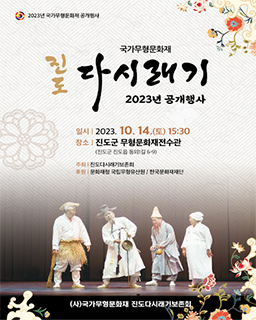 2023년 국가무형문화재 공개행사
국가무형문화재
진도 다시래기
2023년 공개행사
일시 : 2023. 10. 14.(토) 15:30
장소 : 진도군 무형문화재전수관
(진도군 진도읍 동외1길 6-9)
주최 : 진도다시래기보존회
후원 : 문화재청 국립무형유산원 / 한국문화재재단
(사)국가무형문화재 진도다시래기보존회